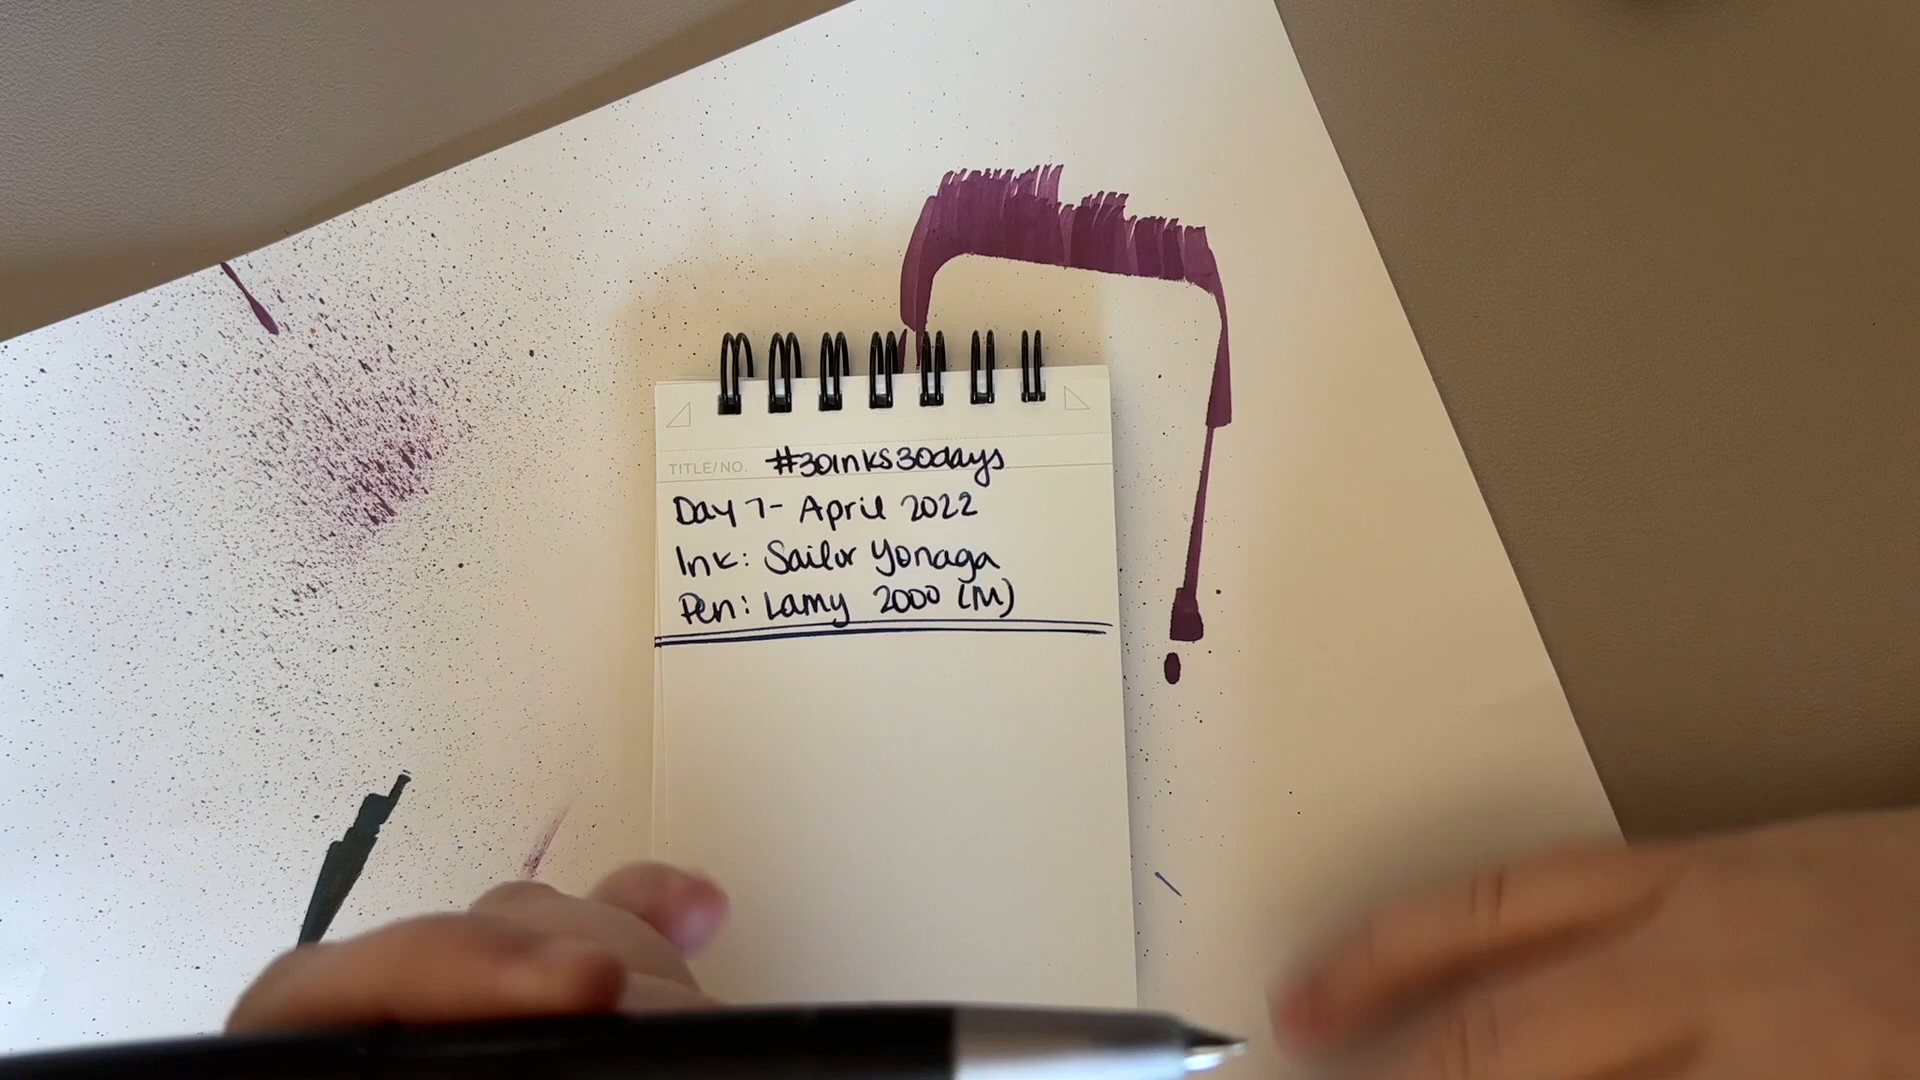 TITLE/NO. #30inks30days
Day 7- April 2022
Ink: Sailor Yonaga
Pen: Lamy 2000 (M)